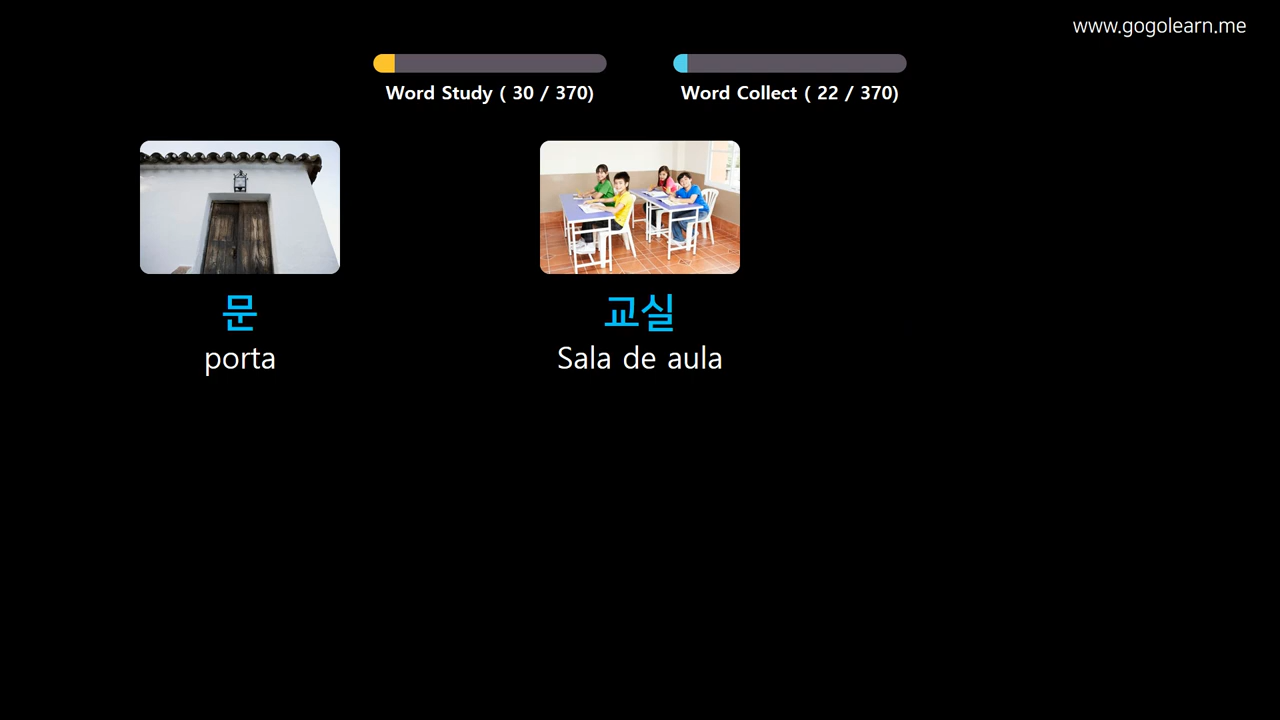 www.gogolearn.me
Word Study ( 30 / 370)
Word Collect ( 22 / 370)
문
porta
교실
Sala de aula